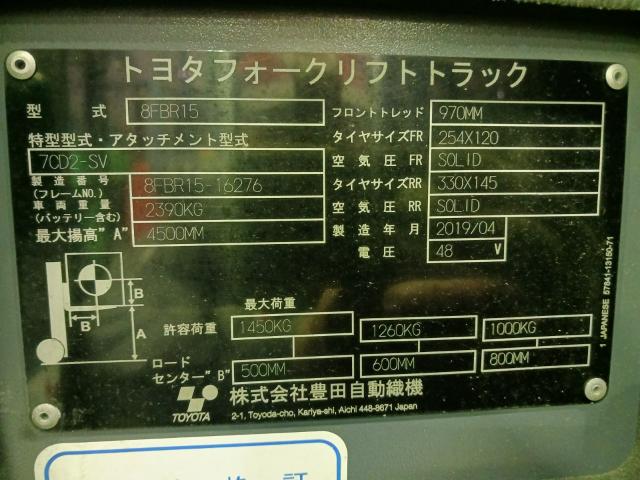 トヨタフォークリフトトラック
型 式 8FBR15
特型型式・アタッチメント型式
7CD2-SV
製造番号
(フレームNO.) 8FBR15-16276
車両重量
(バッテリー含む) 2390KG
最大揚高"A" 4500MM
フロントトレッド 970MM
タイヤサイズFR 254X120
空気圧FR SOLID
タイヤサイズRR 330X145
空気圧RR SOLID
製造年月 2019/04
電圧 48 V
B
B
A
最大荷重
許容荷重 1450KG 1260KG 1000KG
ロード
センター"B" 500MM 600MM 800MM
TOYOTA 株式会社豊田自動織機
2-1, Toyoda-cho, Kariya-shi, Aichi 448-8671 Japan
1 JAPANESE 57841-13150-71